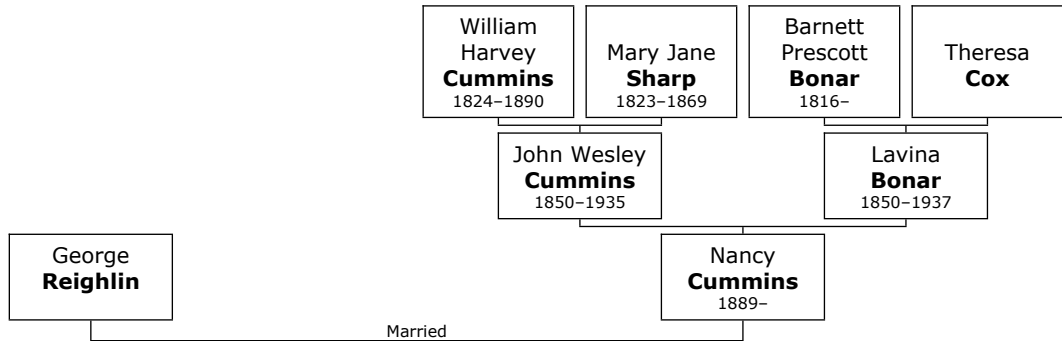 William
Harvey
Cummins
1824–1890
Mary Jane
Sharp
1823–1869
Barnett
Prescott
Bonar
1816–
Theresa
Cox
John Wesley
Cummins
1850–1935
Lavina
Bonar
1850–1937
George
Reighlin
Nancy
Cummins
1889–
Married